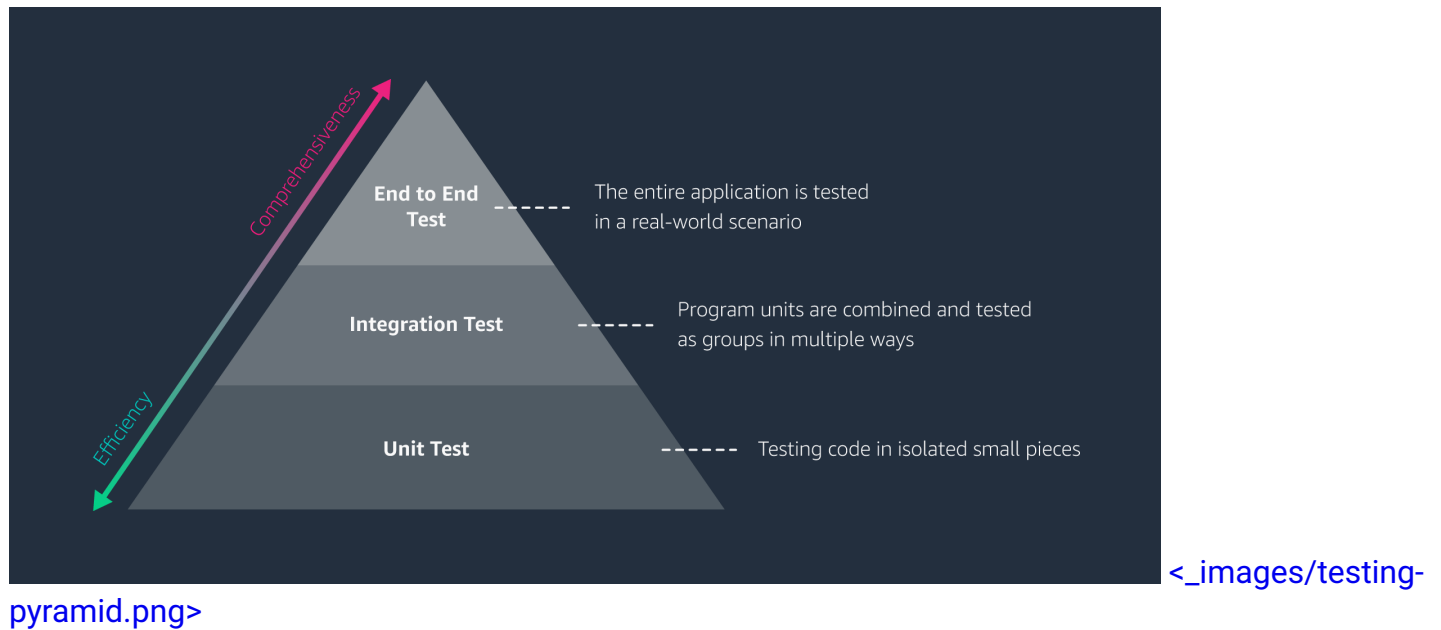 Comprehensiveness
Efficiency
End to End
Test
The entire application is tested
in a real-world scenario
Integration Test
Program units are combined and tested
as groups in multiple ways
Unit Test
Testing code in isolated small pieces
<_images/testing-
pyramid.png>